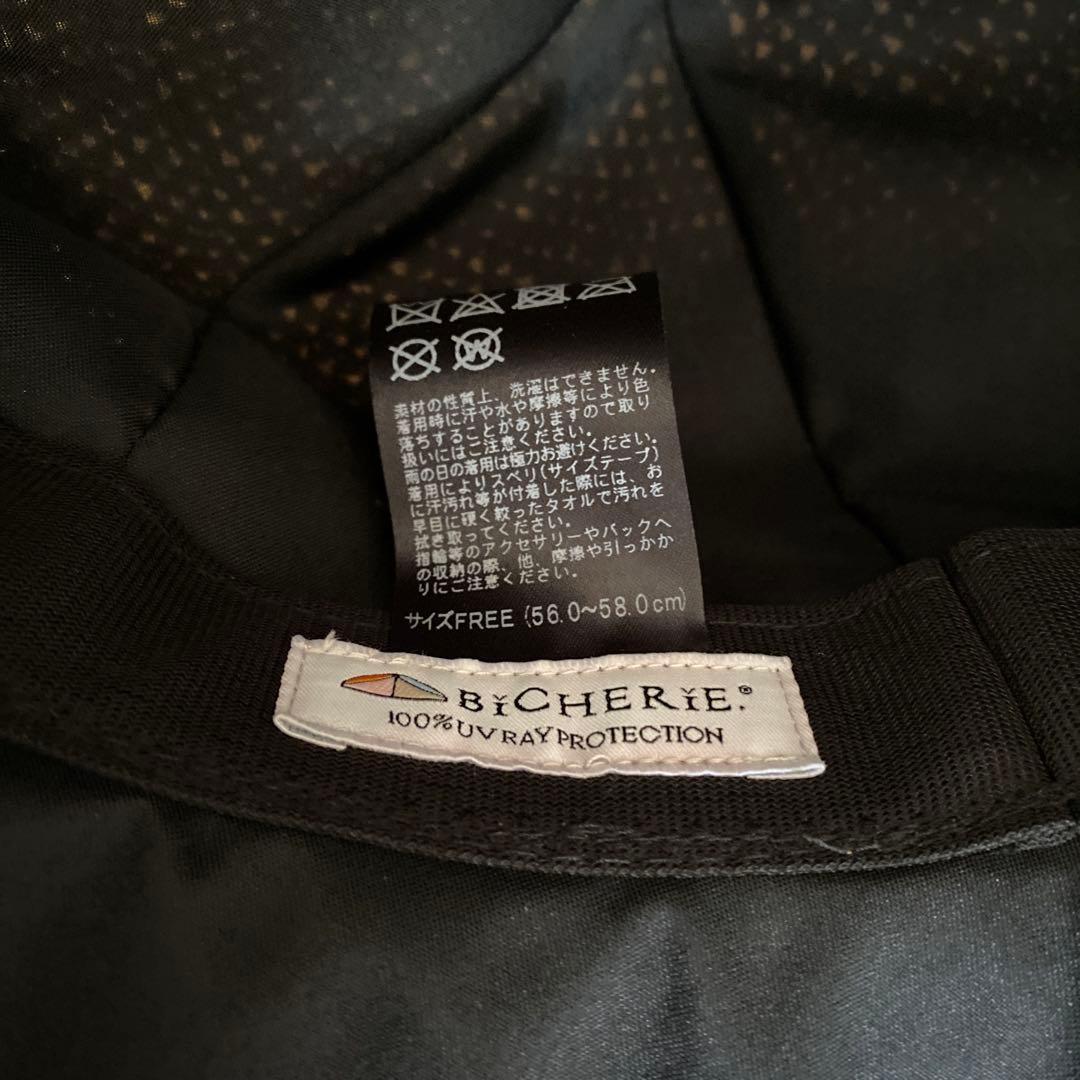 素材の性質上、洗濯はできません。
着用時に汗や水や摩擦等により色
落ちすることがありますので取り
扱いにはご注意ください。
雨の日の着用は極力お避けください。
着用によりスベリ(サイズテープ)
に汗汚れ等が付着した際には、お
早目に硬く絞ったタオルで汚れを
拭き取ってください。
指輪等のアクセサリーやバックへ
の収納の際、他、摩擦や引っかか
りにご注意ください。
サイズFREE (56.0~58.0cm)
BiCHERiE.®
100% UV RAY PROTECTION